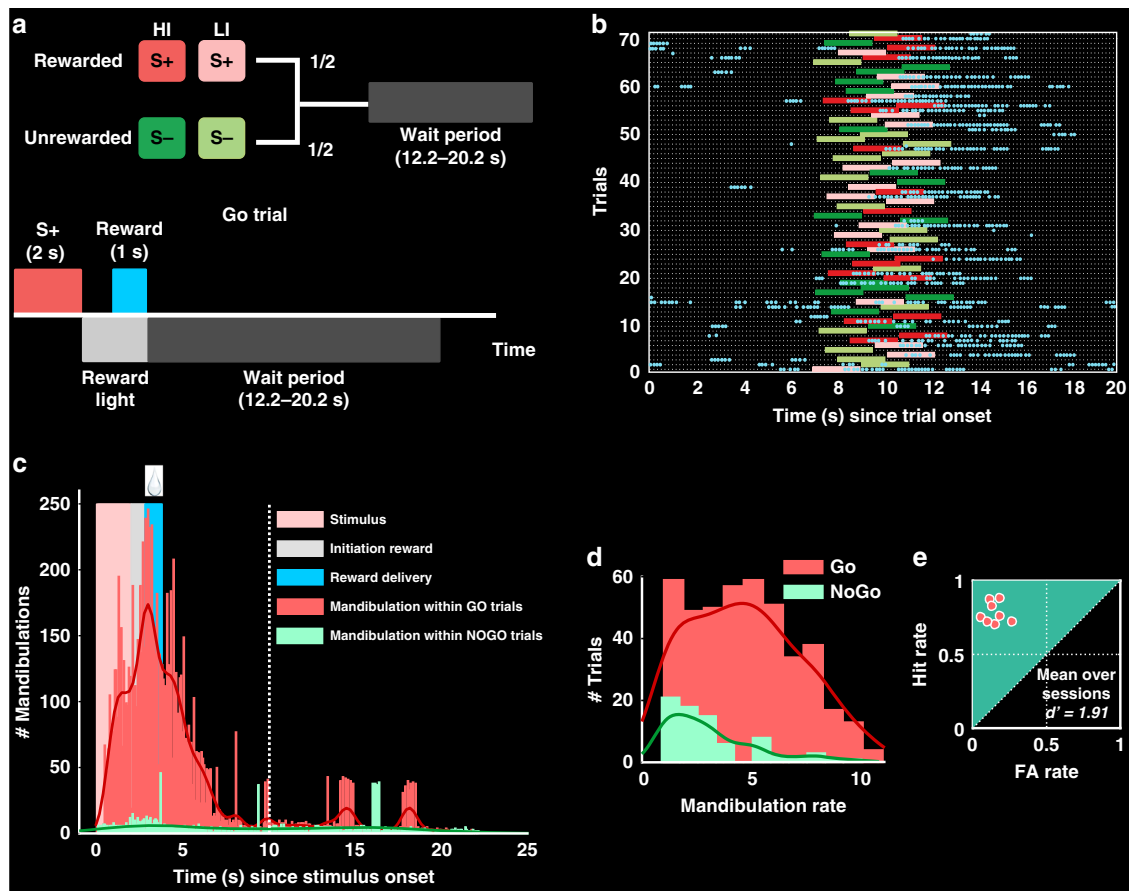 a
HI LI
Rewarded S+ S+ 1/2
Unrewarded S− S− 1/2
Wait period
(12.2–20.2 s)
Go trial
S+
(2 s)
Reward
(1 s)
Time
Reward
light
Wait period
(12.2–20.2 s)
b
Trials
70
60
50
40
30
20
10
0
0 2 4 6 8 10 12 14 16 18 20
Time (s) since trial onset
c
# Mandibulations
250
200
150
100
50
0
Stimulus
Initiation reward
Reward delivery
Mandibulation within GO trials
Mandibulation within NOGO trials
0 5 10 15 20 25
Time (s) since stimulus onset
d
Go
NoGo
# Trials
60
40
20
0
0 5 10
Mandibulation rate
e
Hit rate
1
0.5
0
Mean over
sessions
d’ = 1.91
0 0.5 1
FA rate